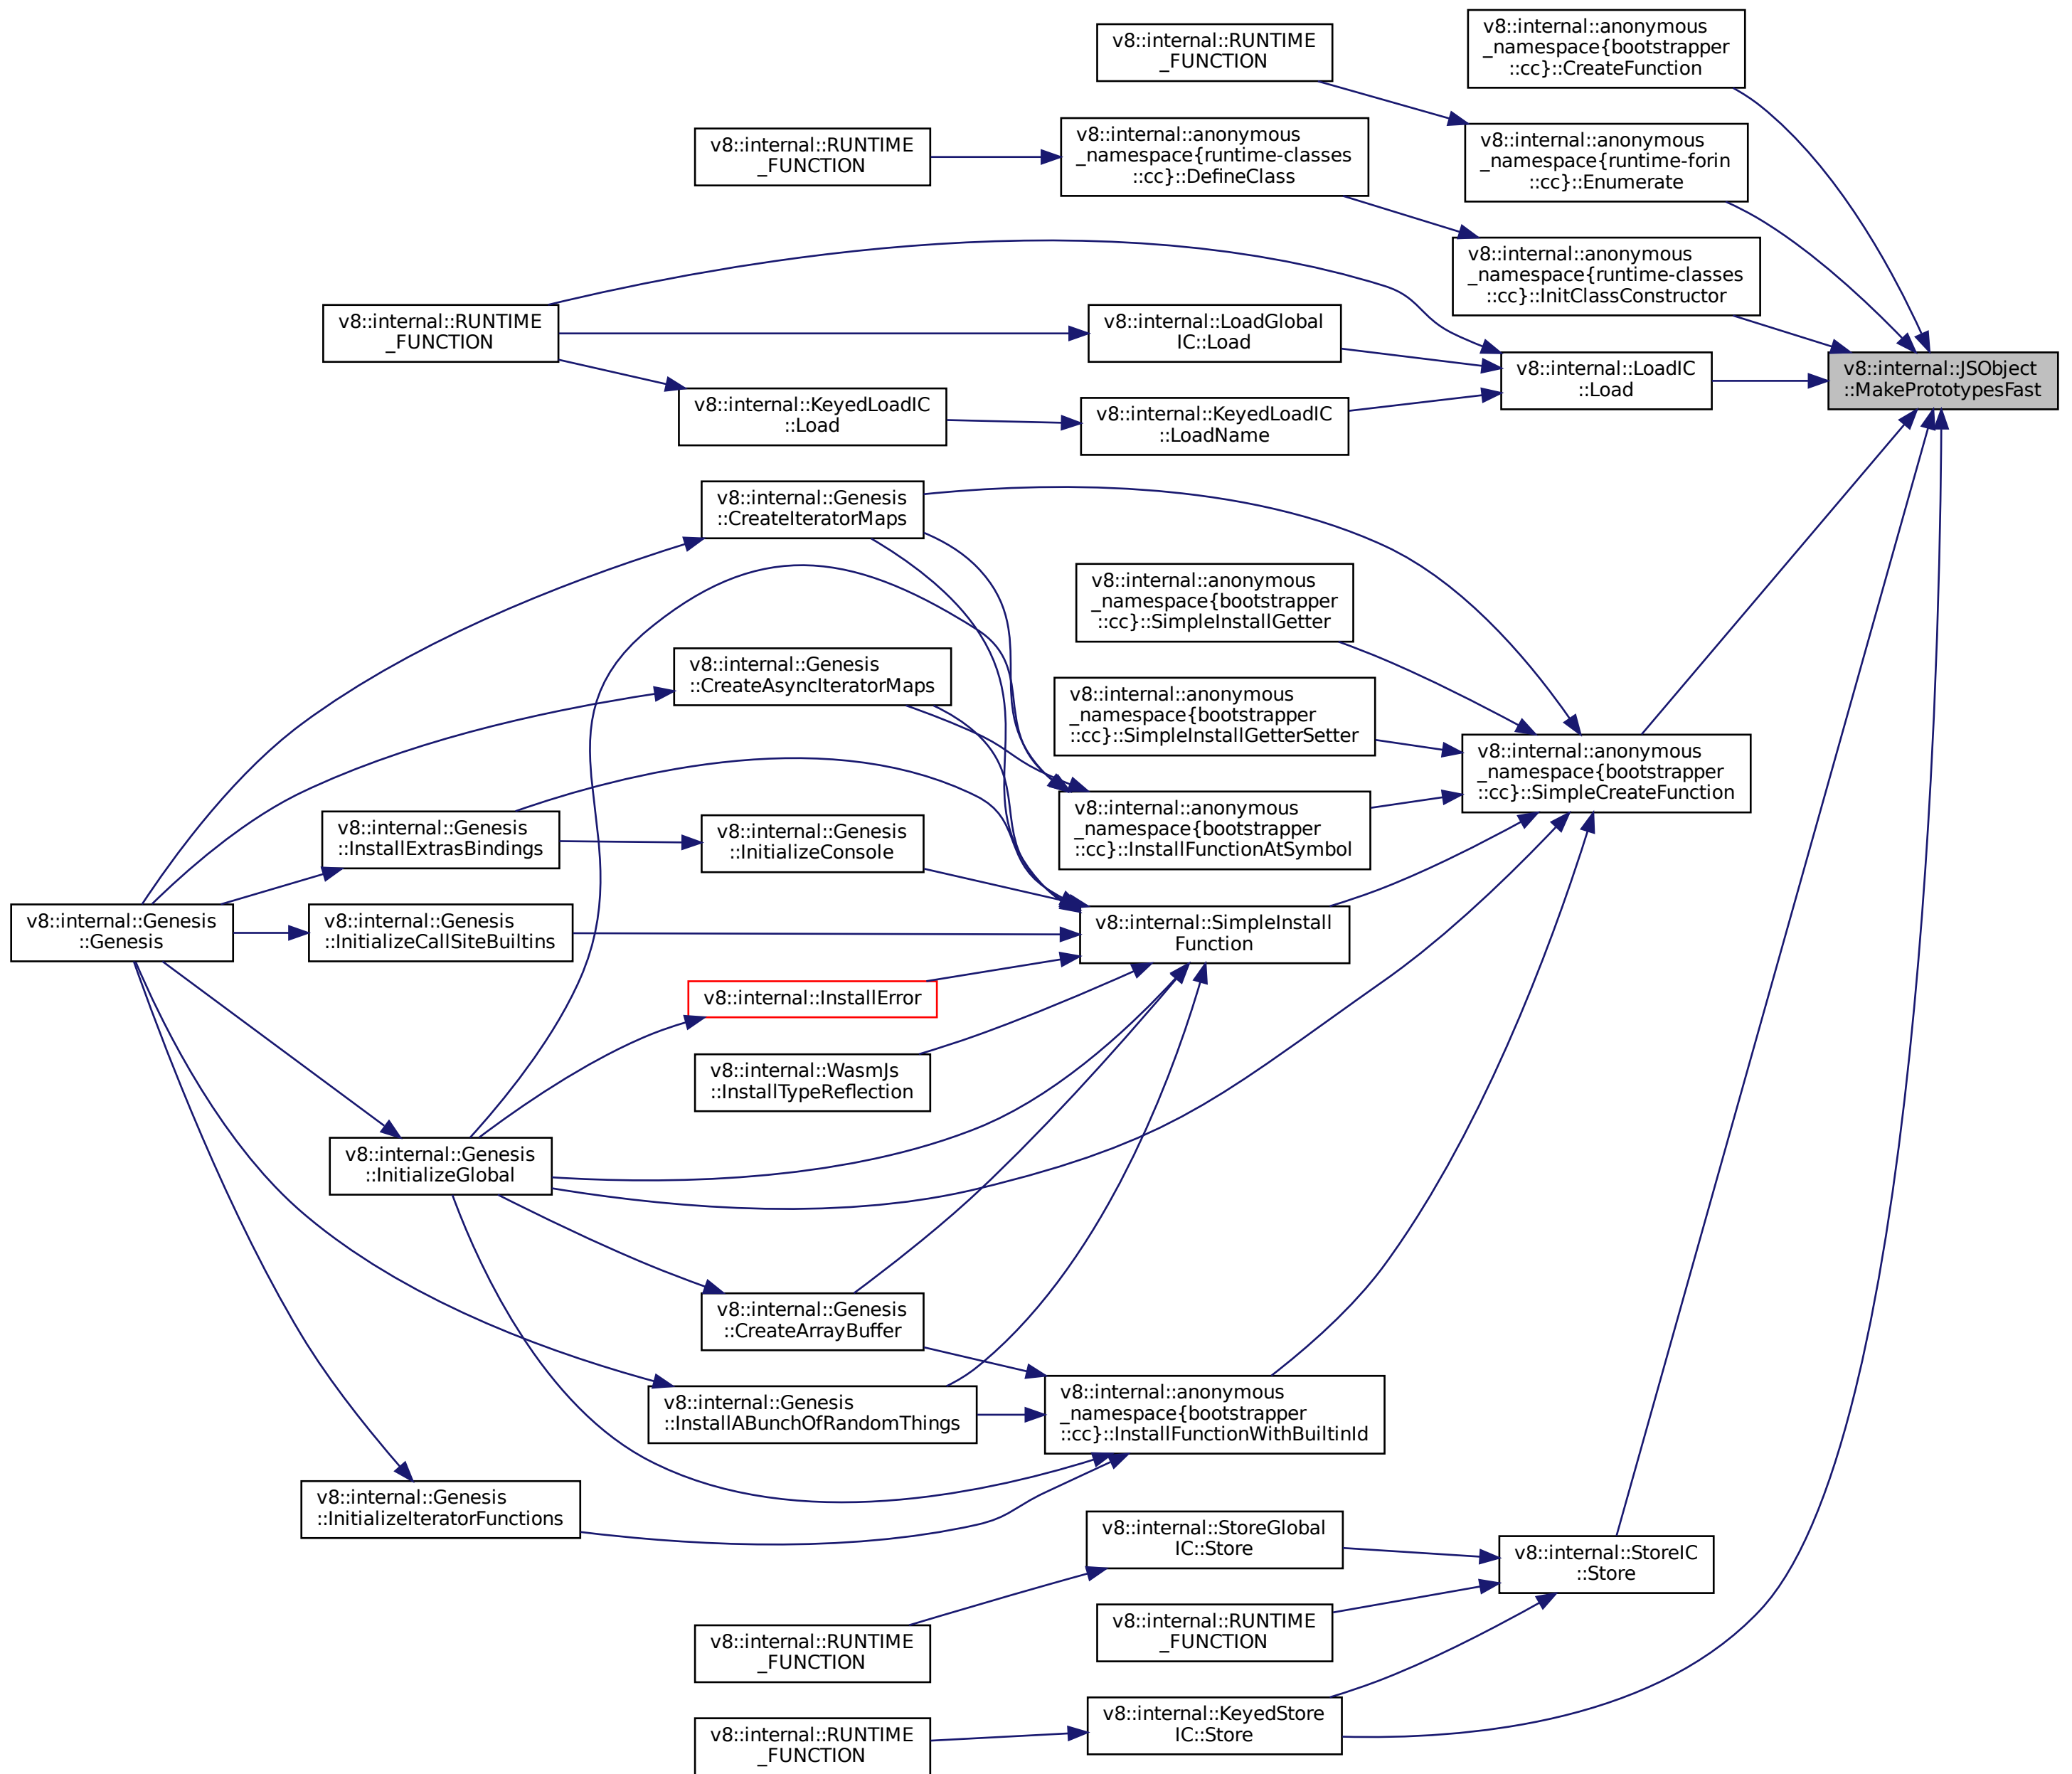 v8::internal::anonymous
_namespace{bootstrapper
::cc}::CreateFunction
v8::internal::RUNTIME
_FUNCTION
v8::internal::anonymous
_namespace{runtime-forin
::cc}::Enumerate
v8::internal::anonymous
_namespace{runtime-classes
::cc}::DefineClass
v8::internal::RUNTIME
_FUNCTION
v8::internal::anonymous
_namespace{runtime-classes
::cc}::InitClassConstructor
v8::internal::RUNTIME
_FUNCTION
v8::internal::LoadGlobal
IC::Load
v8::internal::LoadIC
::Load
v8::internal::JSObject
::MakePrototypesFast
v8::internal::KeyedLoadIC
::Load
v8::internal::KeyedLoadIC
::LoadName
v8::internal::Genesis
::CreateIteratorMaps
v8::internal::anonymous
_namespace{bootstrapper
::cc}::SimpleInstallGetter
v8::internal::Genesis
::CreateAsyncIteratorMaps
v8::internal::anonymous
_namespace{bootstrapper
::cc}::SimpleInstallGetterSetter
v8::internal::anonymous
_namespace{bootstrapper
::cc}::SimpleCreateFunction
v8::internal::anonymous
_namespace{bootstrapper
::cc}::InstallFunctionAtSymbol
v8::internal::Genesis
::InstallExtrasBindings
v8::internal::Genesis
::InitializeConsole
v8::internal::Genesis
::Genesis
v8::internal::Genesis
::InitializeCallSiteBuiltins
v8::internal::SimpleInstall
Function
v8::internal::InstallError
v8::internal::WasmJs
::InstallTypeReflection
v8::internal::Genesis
::InitializeGlobal
v8::internal::Genesis
::CreateArrayBuffer
v8::internal::Genesis
::InstallABunchOfRandomThings
v8::internal::anonymous
_namespace{bootstrapper
::cc}::InstallFunctionWithBuiltinId
v8::internal::Genesis
::InitializeIteratorFunctions
v8::internal::StoreGlobal
IC::Store
v8::internal::StoreIC
::Store
v8::internal::RUNTIME
_FUNCTION
v8::internal::RUNTIME
_FUNCTION
v8::internal::KeyedStore
IC::Store
v8::internal::RUNTIME
_FUNCTION